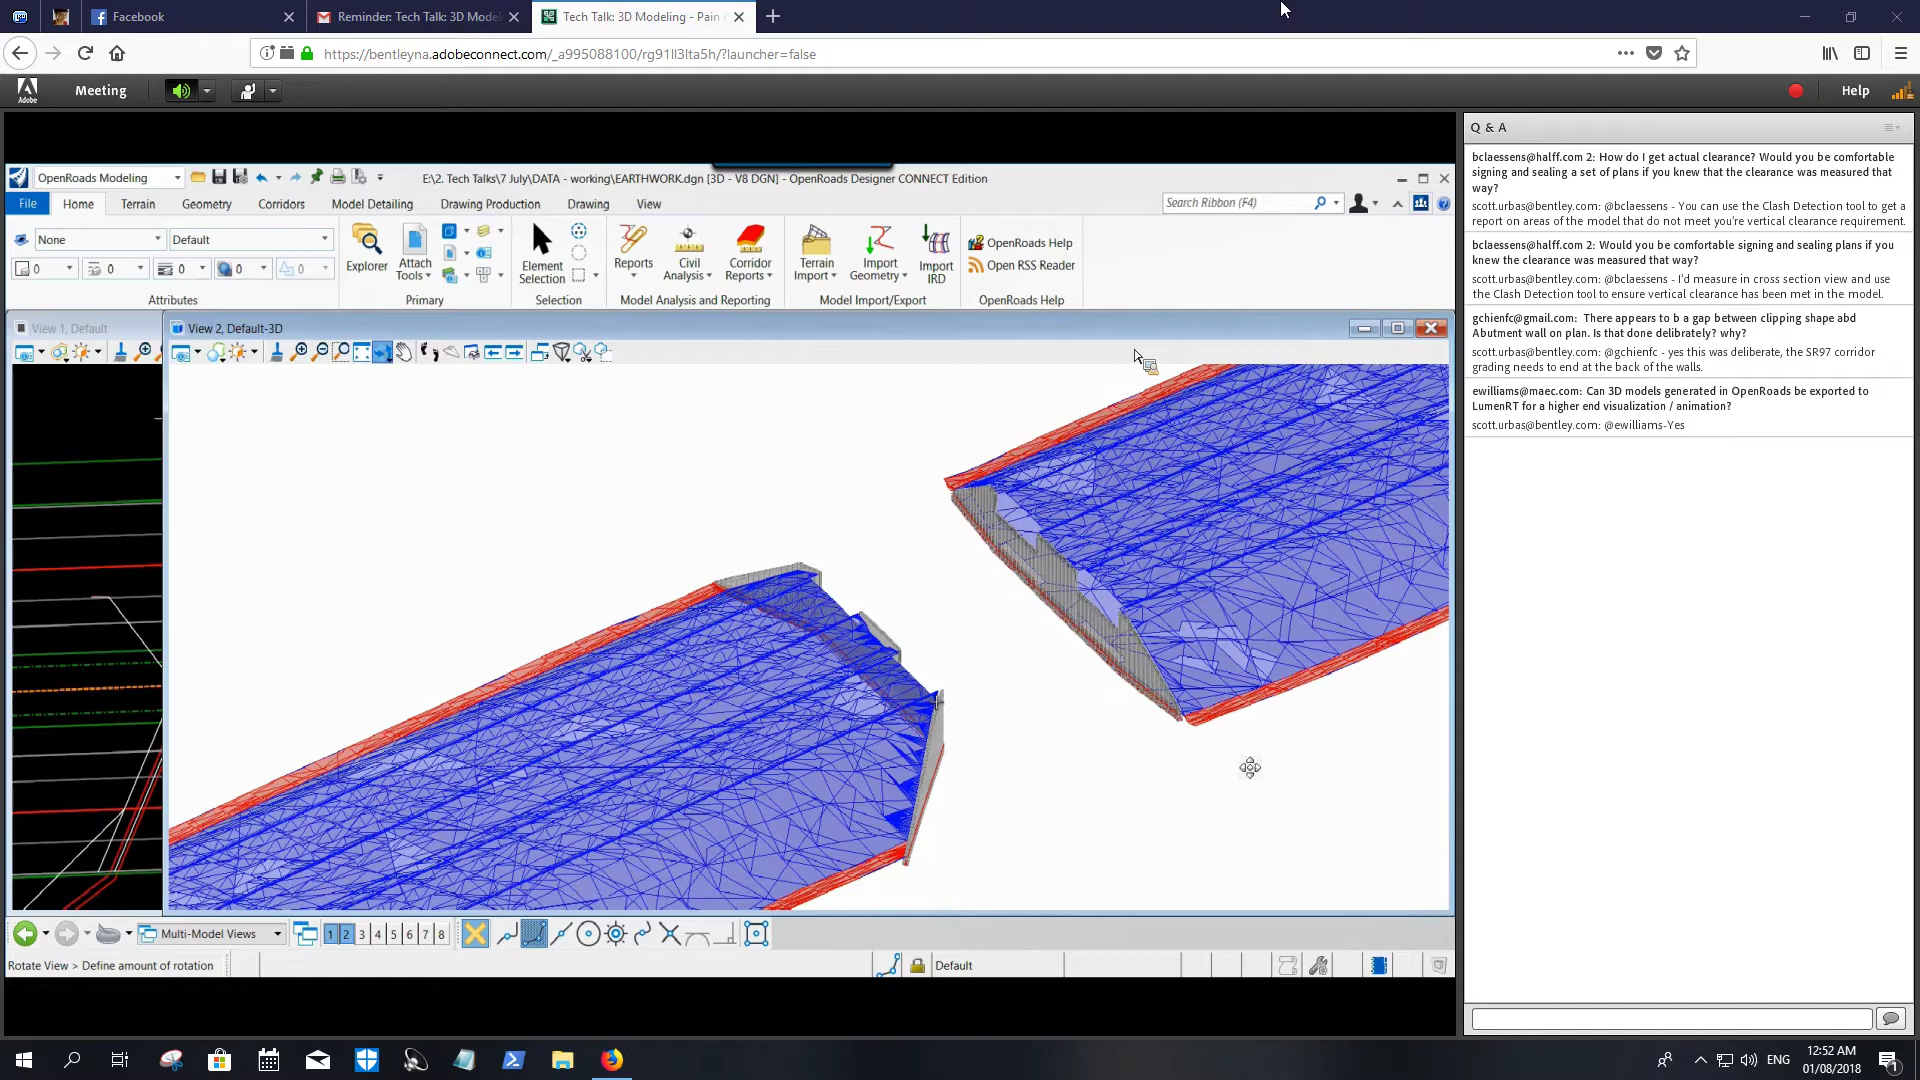 Facebook
Reminder: Tech Talk: 3D Mode
Tech Talk: 3D Modeling - Pain
https://bentleyna.adobeconnect.com/_a995088100/rg91ll3lta5h/?launcher=false
Adobe
Meeting
Help
Q & A
bclaessens@halff.com 2: How do I get actual clearance? Would you be comfortable
signing and sealing a set of plans if you knew that the clearance was measured that
way?
scott.urbas@bentley.com: @bclaessens - You can use the Clash Detection tool to get a
report on areas of the model that do not meet you're vertical clearance requirement.
bclaessens@halff.com 2: Would you be comfortable signing and sealing plans if you
knew the clearance was measured that way?
scott.urbas@bentley.com: @bclaessens - I'd measure in cross section view and use
the Clash Detection tool to ensure vertical clearance has been met in the model.
gchienfc@gmail.com: There appears to b a gap between clipping shape abd
Abutment wall on plan. Is that done delibrately? why?
scott.urbas@bentley.com: @gchienfc - yes this was deliberate, the SR97 corridor
grading needs to end at the back of the walls.
ewilliams@maec.com: Can 3D models generated in OpenRoads be exported to
LumenRT for a higher end visualization / animation?
scott.urbas@bentley.com: @ewilliams-Yes
OpenRoads Modeling
E:\2. Tech Talks\7 July\DATA - working\EARTHWORK.dgn [3D - V8 DGN] - OpenRoads Designer CONNECT Edition
File Home Terrain Geometry Corridors Model Detailing Drawing Production Drawing View
Search Ribbon (F4)
None Default
0 0 0 0 0
Attributes
Explorer
Attach Tools
Primary
Element Selection
Selection
Reports
Civil Analysis
Corridor Reports
Model Analysis and Reporting
Terrain Import
Import Geometry
Import IRD
Model Import/Export
OpenRoads Help
Open RSS Reader
OpenRoads Help
View 1, Default
View 2, Default-3D
Multi-Model Views
1 2 3 4 5 6 7 8
Rotate View > Define amount of rotation
Default
ENG
12:52 AM
01/08/2018
1